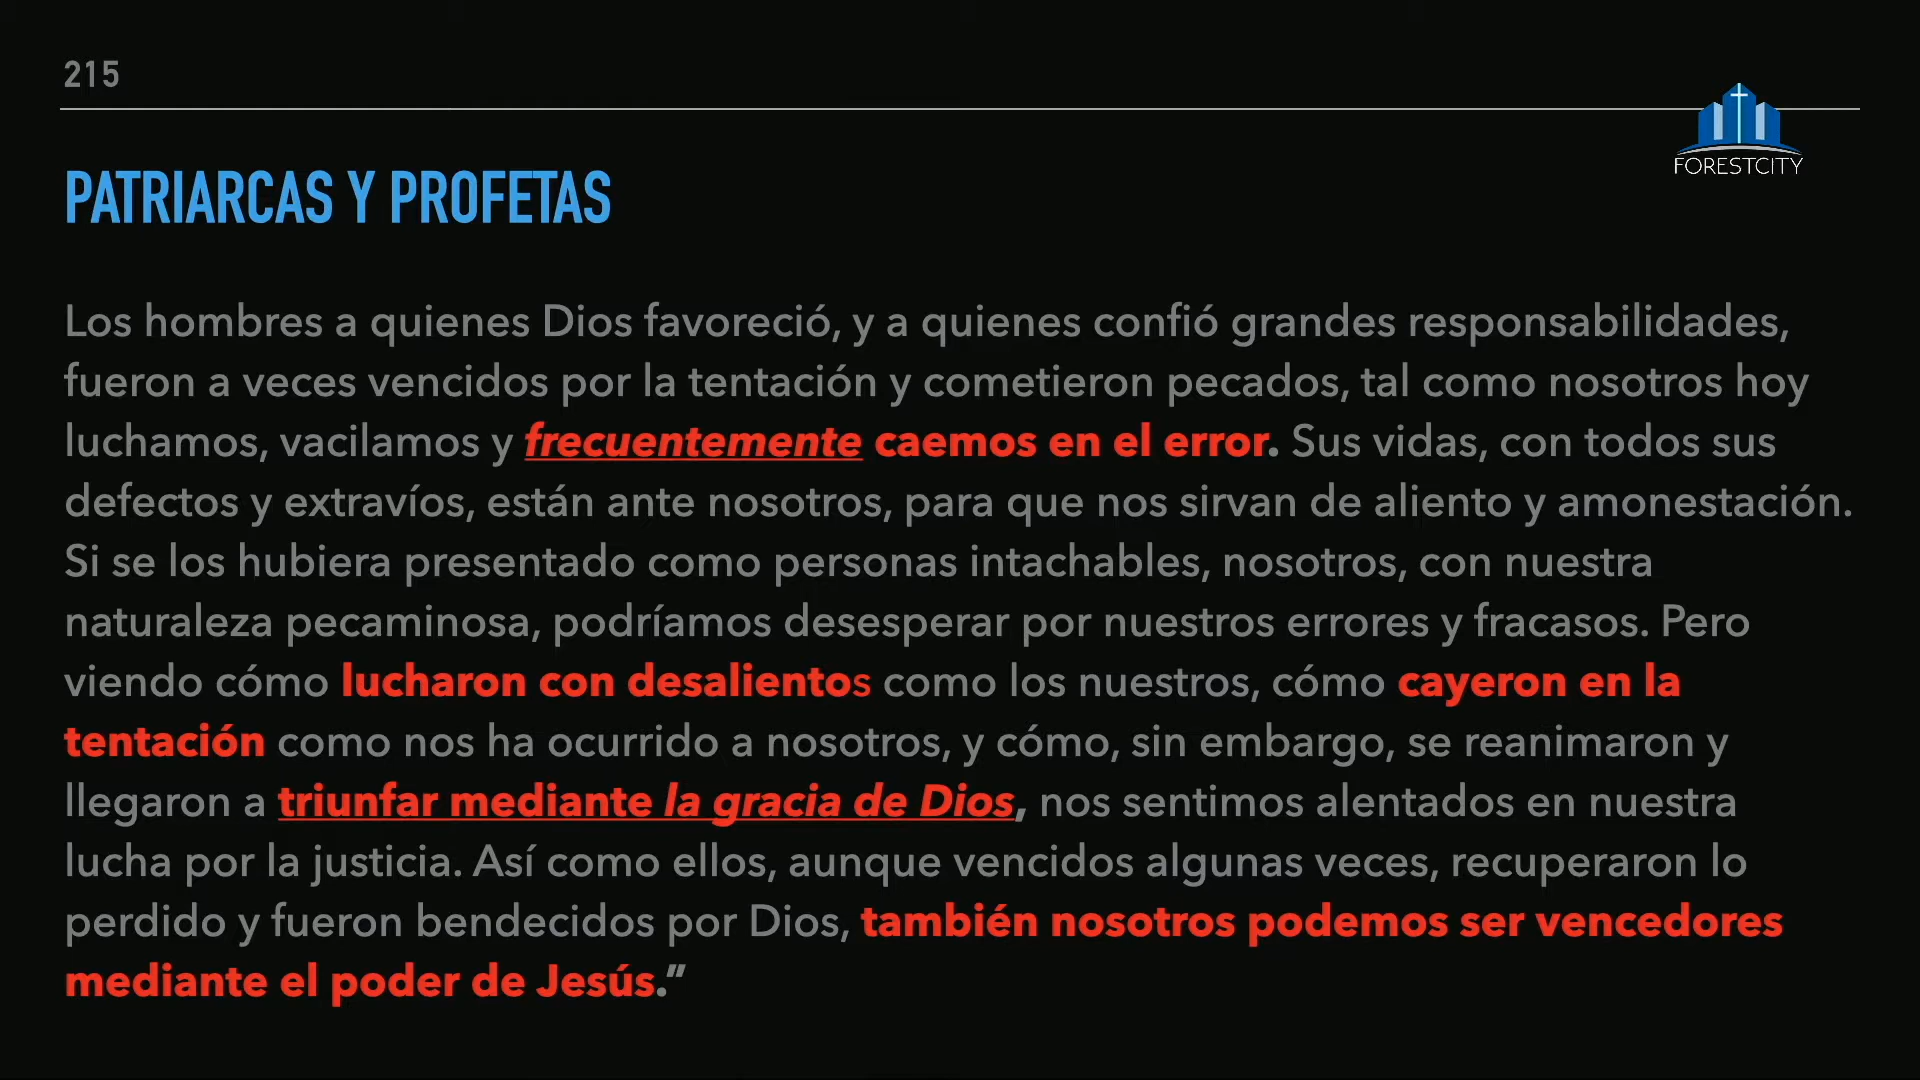 215
FORESTCITY
PATRIARCAS Y PROFETAS
Los hombres a quienes Dios favoreció, y a quienes confió grandes responsabilidades,
fueron a veces vencidos por la tentación y cometieron pecados, tal como nosotros hoy
luchamos, vacilamos y frecuentemente caemos en el error. Sus vidas, con todos sus
defectos y extravíos, están ante nosotros, para que nos sirvan de aliento y amonestación.
Si se los hubiera presentado como personas intachables, nosotros, con nuestra
naturaleza pecaminosa, podríamos desesperar por nuestros errores y fracasos. Pero
viendo cómo lucharon con desalientos como los nuestros, cómo cayeron en la
tentación como nos ha ocurrido a nosotros, y cómo, sin embargo, se reanimaron y
llegaron a triunfar mediante la gracia de Dios, nos sentimos alentados en nuestra
lucha por la justicia. Así como ellos, aunque vencidos algunas veces, recuperaron lo
perdido y fueron bendecidos por Dios, también nosotros podemos ser vencedores
mediante el poder de Jesús.”